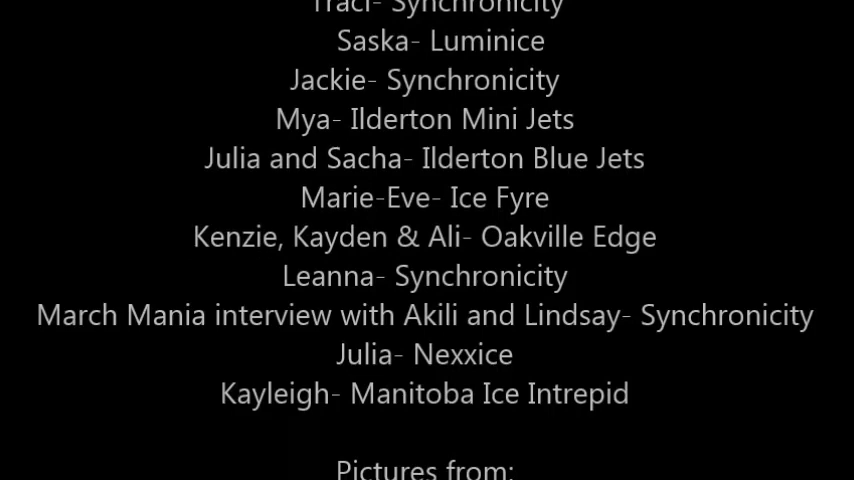 Traci- Synchronicity
Saska- Luminice
Jackie- Synchronicity
Mya- Ilderton Mini Jets
Julia and Sacha- Ilderton Blue Jets
Marie-Eve- Ice Fyre
Kenzie, Kayden & Ali- Oakville Edge
Leanna- Synchronicity
March Mania interview with Akili and Lindsay- Synchronicity
Julia- Nexxice
Kayleigh- Manitoba Ice Intrepid
Pictures from: